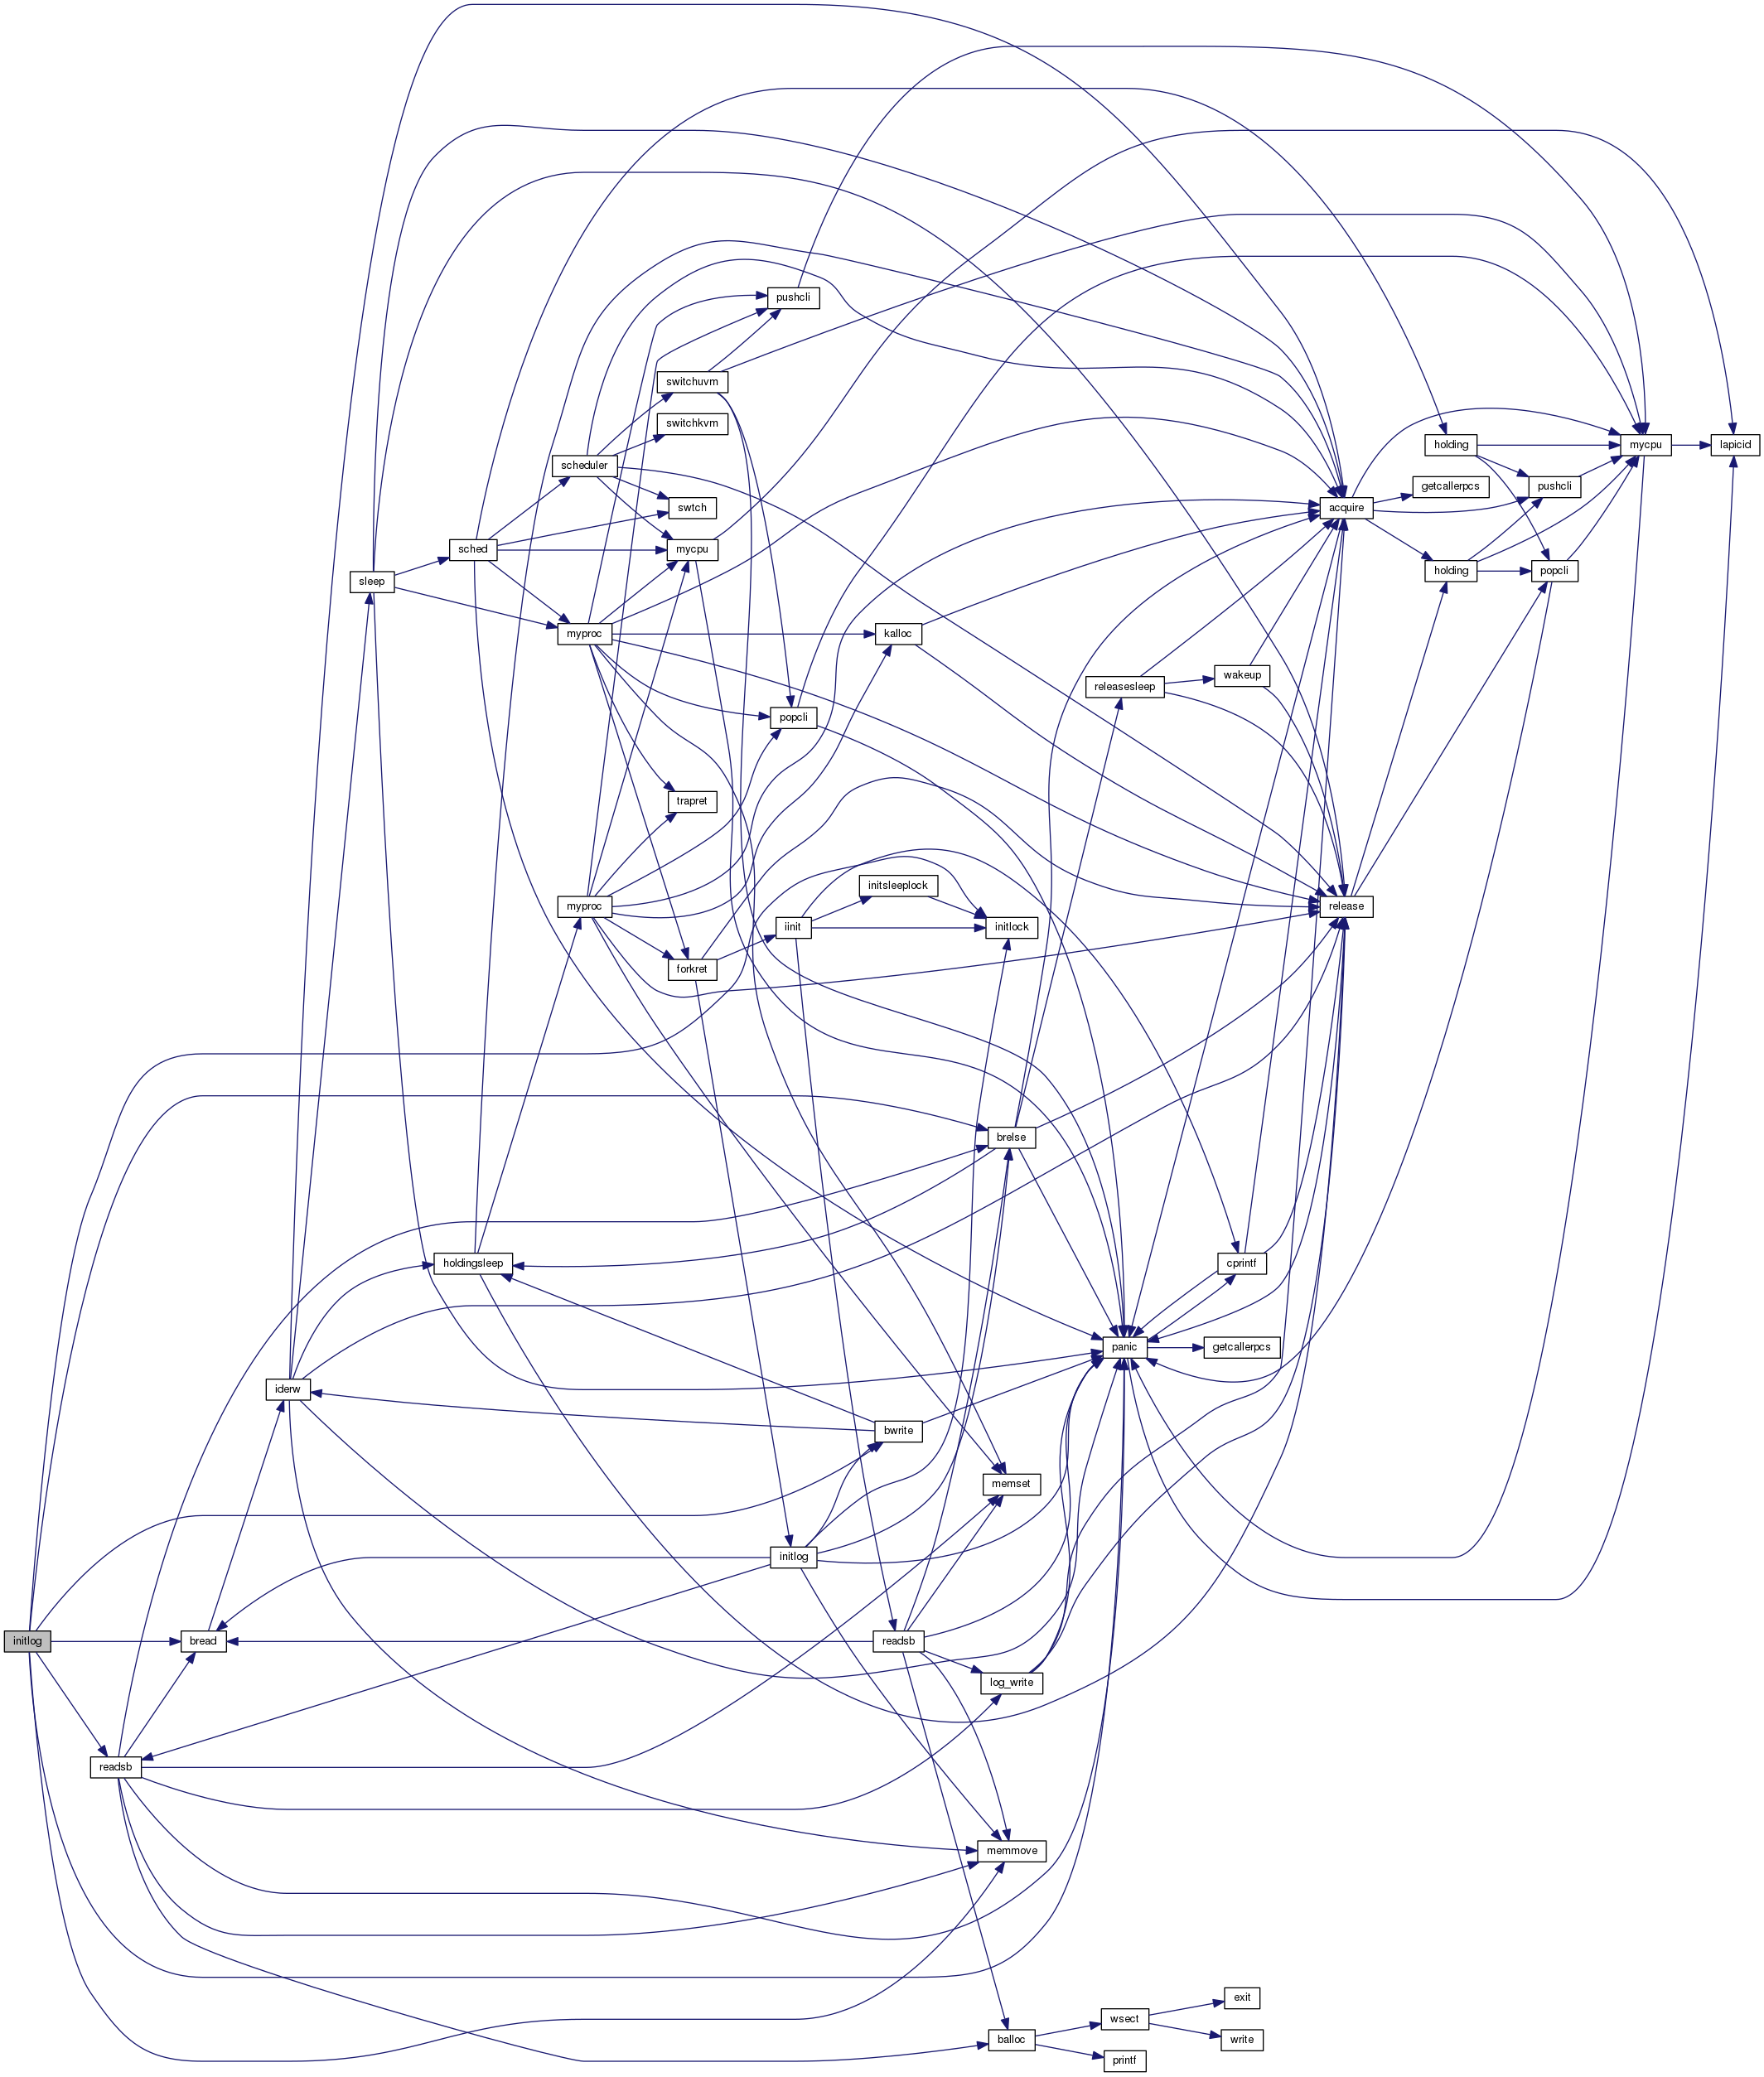 pushcli
switchuvm
switchkvm
holding
mycpu
lapicid
scheduler
getcallerpcs
pushcli
swtch
acquire
sched
mycpu
holding
popcli
sleep
myproc
kalloc
wakeup
releasesleep
popcli
trapret
initsleeplock
myproc
release
iinit
initlock
forkret
brelse
holdingsleep
cprintf
panic
getcallerpcs
iderw
bwrite
memset
initlog
initlog
bread
readsb
log_write
readsb
memmove
exit
wsect
balloc
write
printf